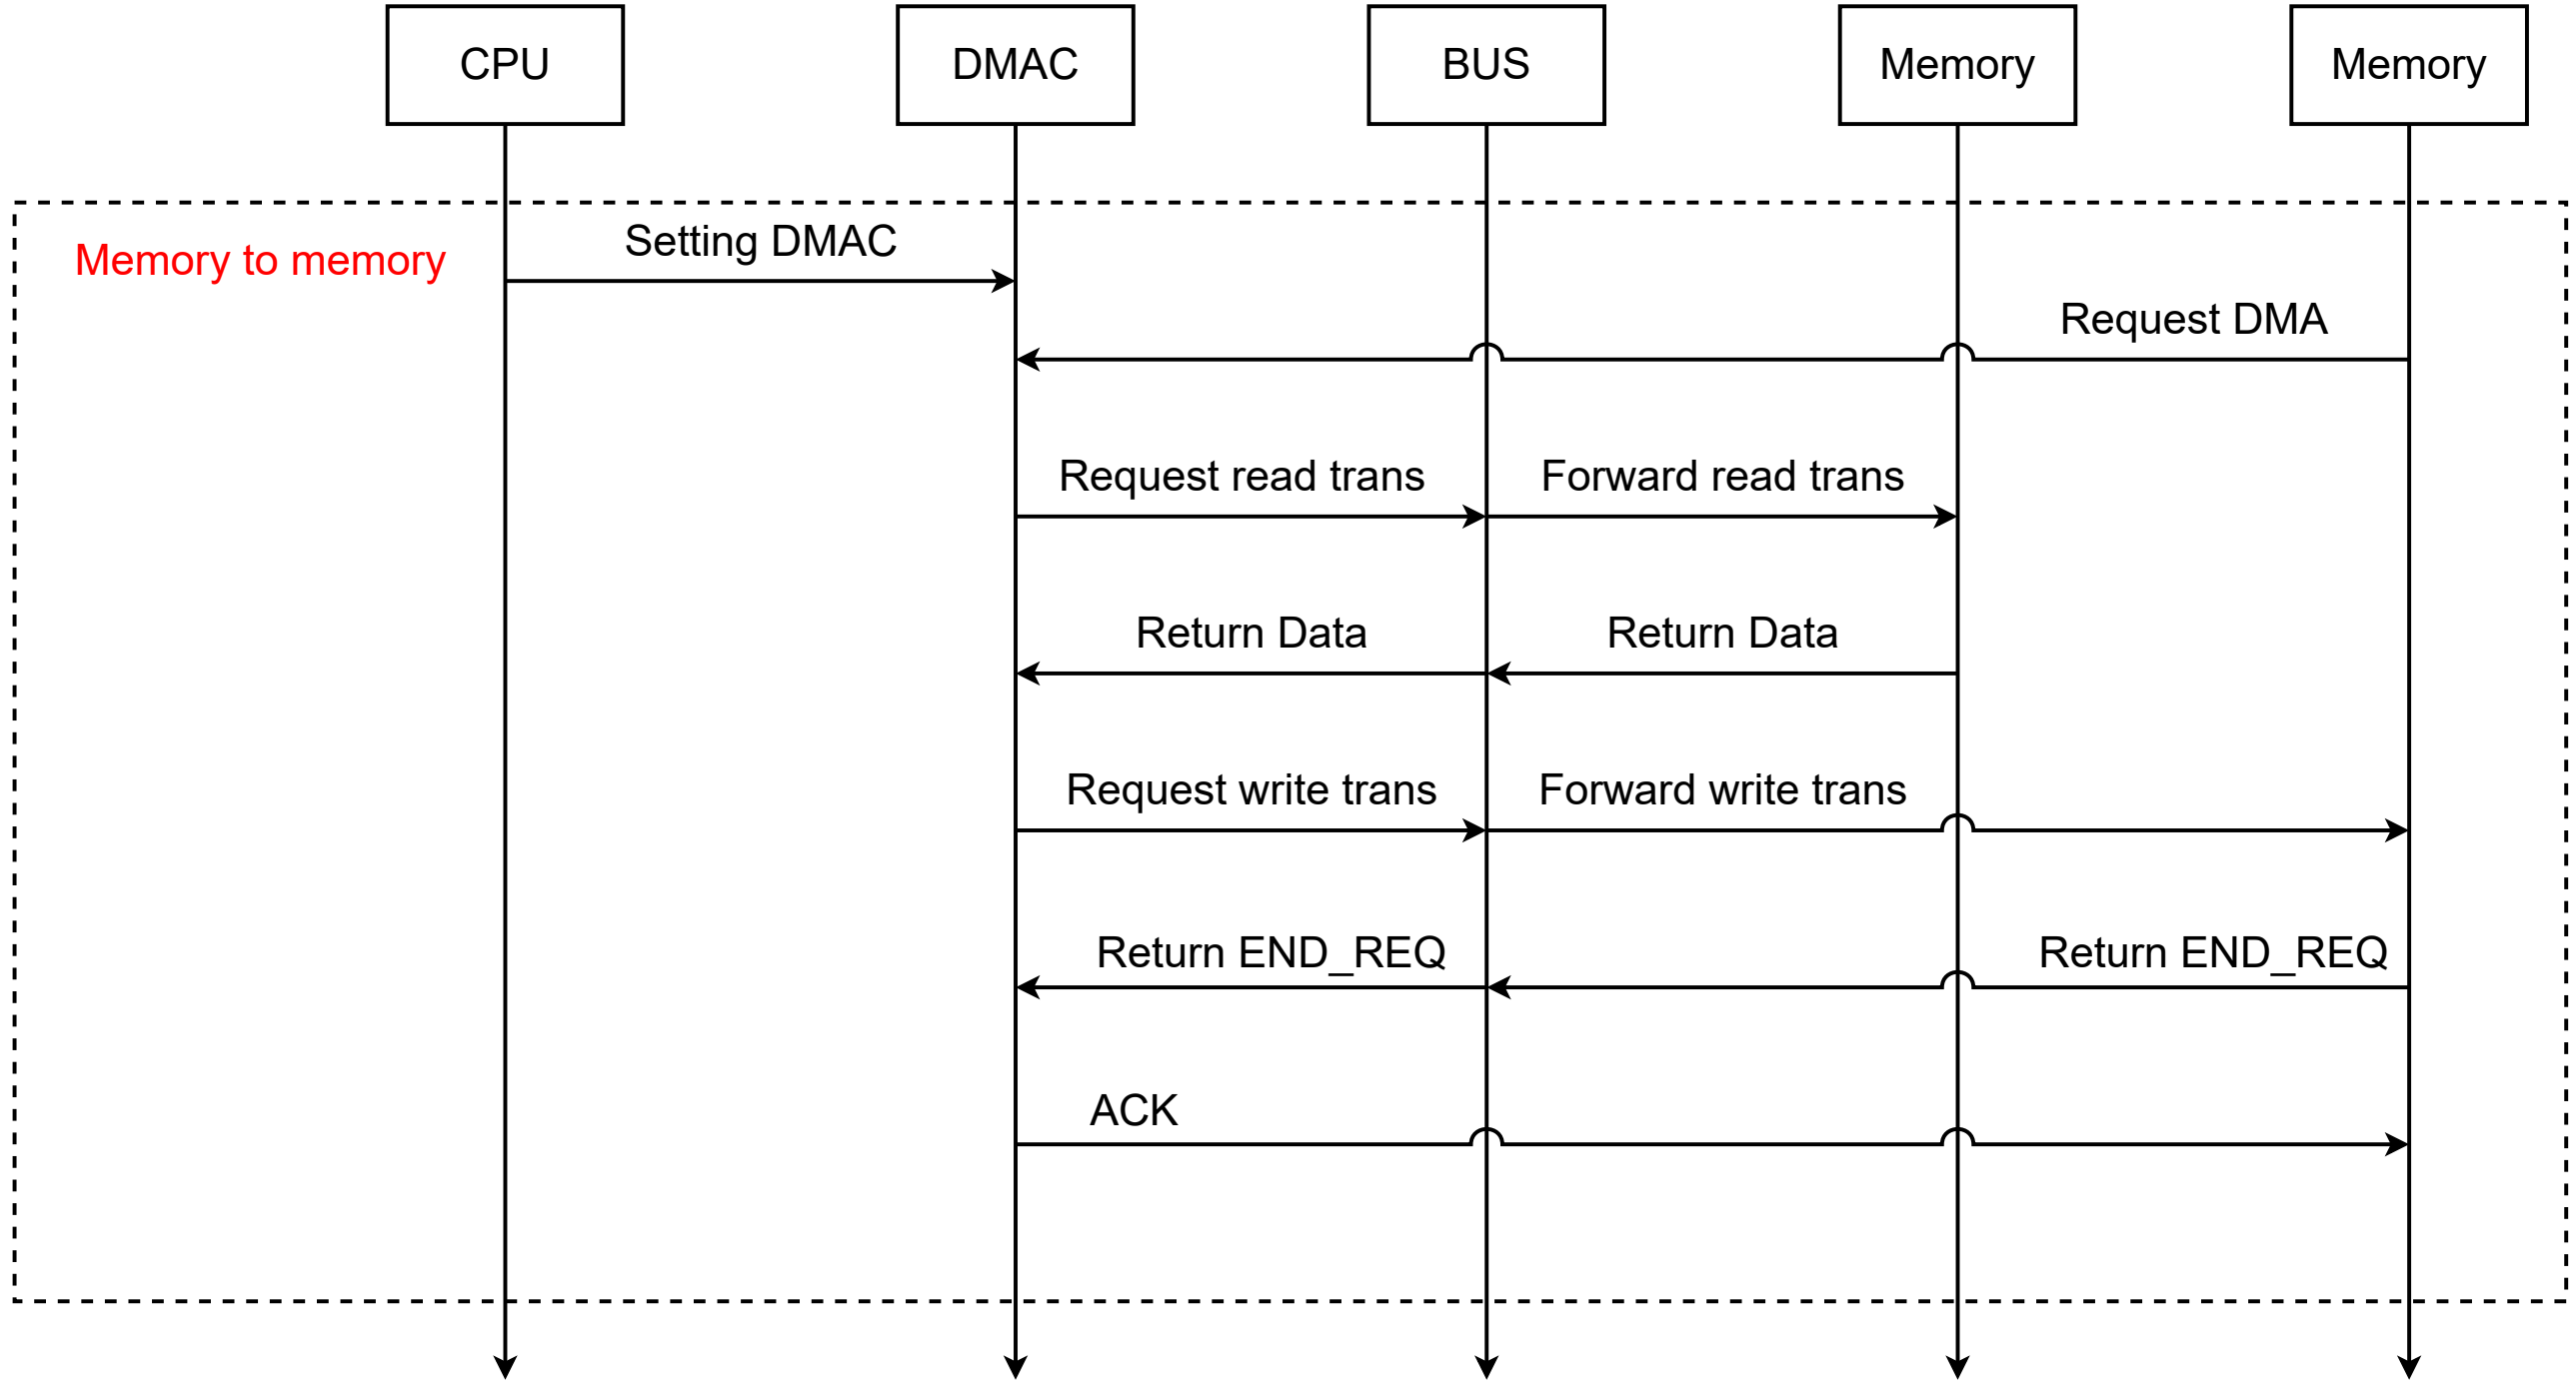 CPU
DMAC
BUS
Memory
Memory
Memory to memory
Setting DMAC
Request DMA
Request read trans
Forward read trans
Return Data
Return Data
Request write trans
Forward write trans
Return END_REQ
Return END_REQ
ACK